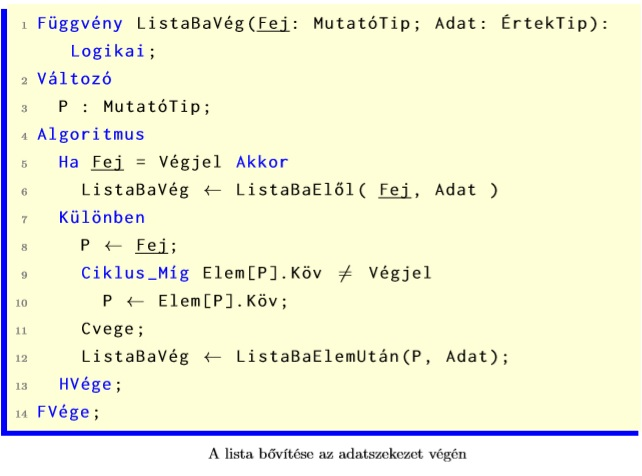 1 Függvény ListaBaVég(Fej: MutatóTip; Adat: ÉrtekTip):
Logikai;
2 Változó
3 P : MutatóTip;
4 Algoritmus
5 Ha Fej = Végjel Akkor
6 ListaBaVég ← ListaBaElől( Fej, Adat )
7 Különben
8 P ← Fej;
9 Ciklus_Míg Elem[P].Köv ≠ Végjel
10 P ← Elem[P].Köv;
11 Cvege;
12 ListaBaVég ← ListaBaElemUtán(P, Adat);
13 HVége;
14 FVége;
A lista bővítése az adatszekezet végén